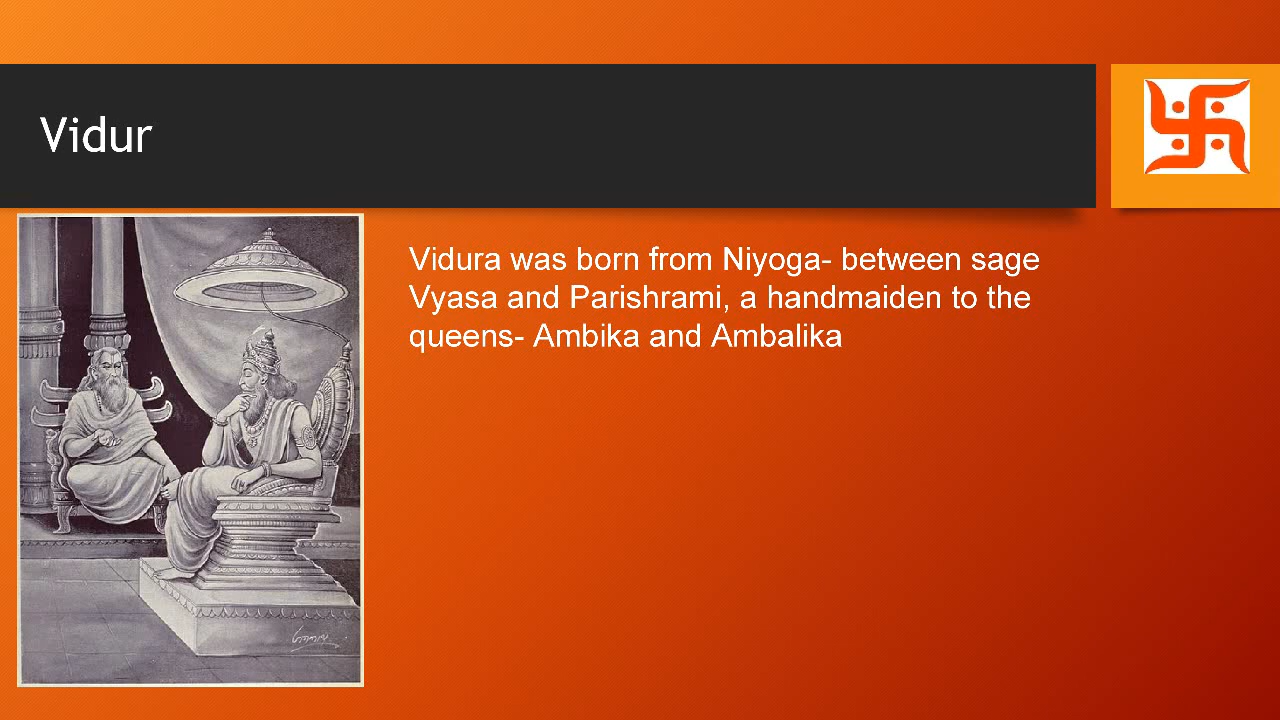 Vidur
Vidura was born from Niyoga- between sage
Vyasa and Parishrami, a handmaiden to the
queens- Ambika and Ambalika